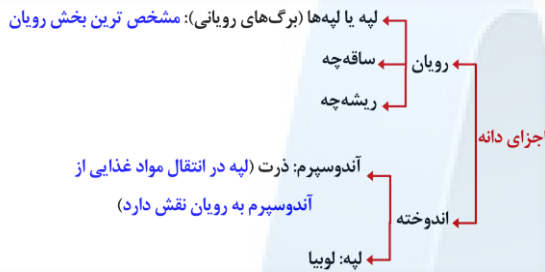 لپه یا لپه‌ها (برگ‌های رویانی): مشخص ترین بخش رویان
رویان
ساقه‌چه
ریشه‌چه
اجزای دانه
آندوسپرم: ذرت (لپه در انتقال مواد غذایی از
آندوسپرم به رویان نقش دارد)
اندوخته
لپه: لوبیا